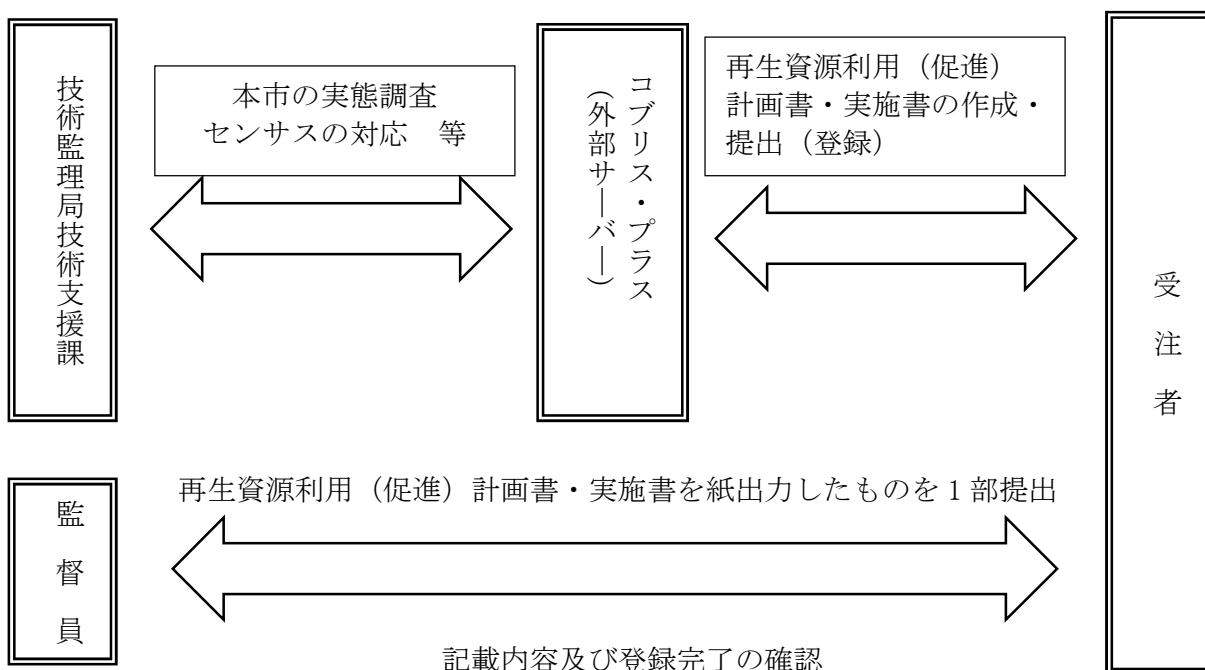 技術監理局技術支援課
本市の実態調査
センサスの対応　等
コブリス・プラス
（外部サーバー）
再生資源利用（促進）
計画書・実施書の作成・
提出（登録）
受注者
監督員
再生資源利用（促進）計画書・実施書を紙出力したものを1部提出
記載内容及び登録完了の確認